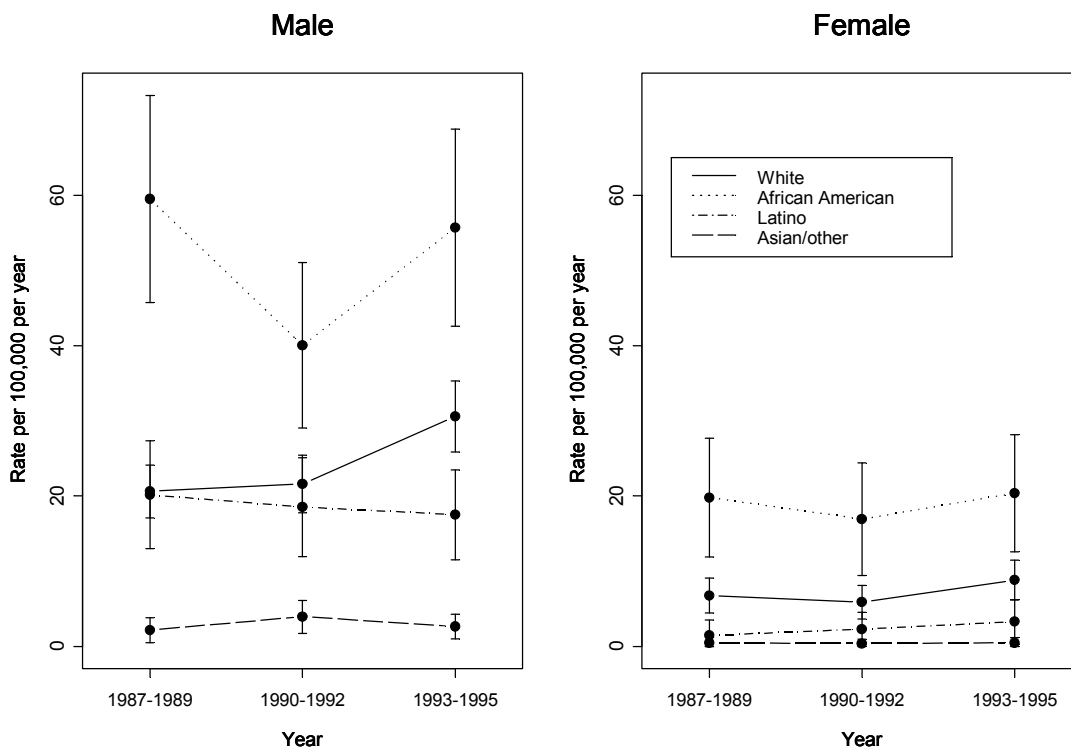 Male
Rate per 100,000 per year
60
40
20
0
1987-1989 1990-1992 1993-1995
Year
Female
Rate per 100,000 per year
60
40
20
0
White
African American
Latino
Asian/other
1987-1989 1990-1992 1993-1995
Year